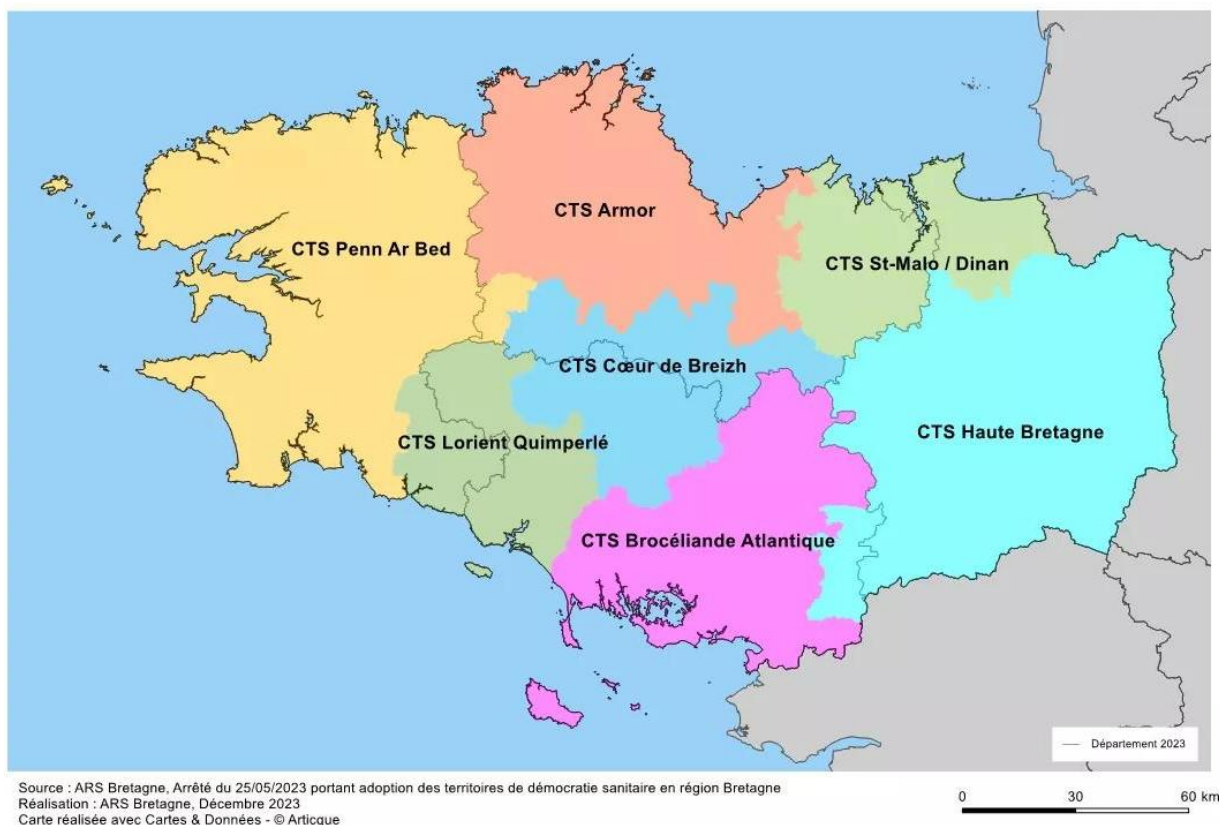 CTS Armor
CTS Penn Ar Bed
CTS St-Malo / Dinan
CTS Cœur de Breizh
CTS Lorient Quimperlé
CTS Haute Bretagne
CTS Brocéliande Atlantique
Département 2023
Source : ARS Bretagne, Arrêté du 25/05/2023 portant adoption des territoires de démocratie sanitaire en région Bretagne
Réalisation : ARS Bretagne, Décembre 2023
Carte réalisée avec Cartes & Données - © Articque
0 30 60 km